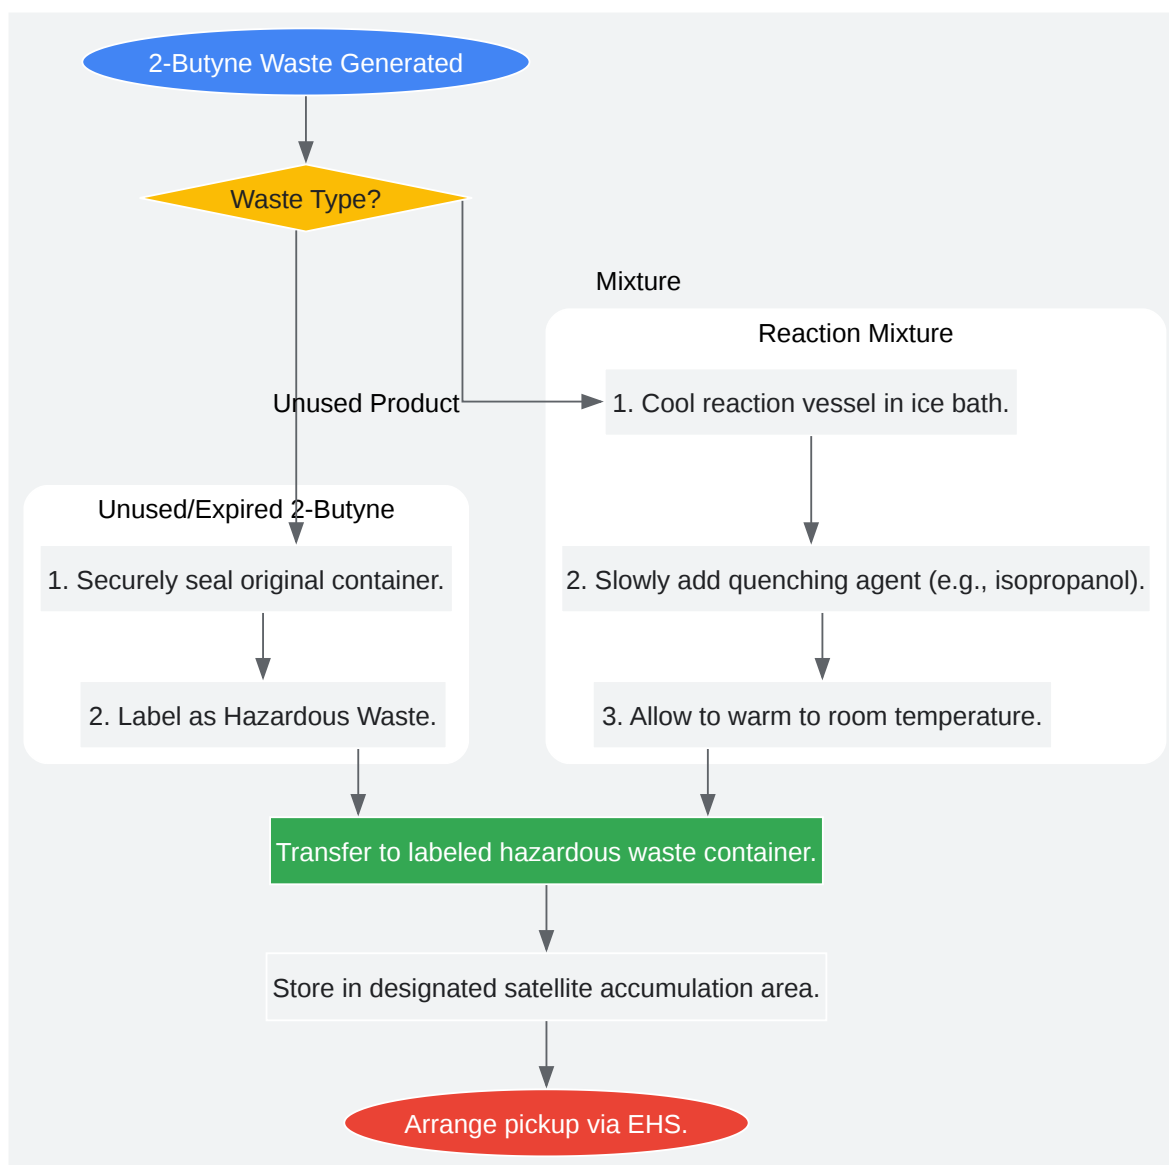 2-Butyne Waste Generated
Waste Type?
Mixture
Reaction Mixture
Unused Product
1. Cool reaction vessel in ice bath.
Unused/Expired 2-Butyne
1. Securely seal original container.
2. Slowly add quenching agent (e.g., isopropanol).
2. Label as Hazardous Waste.
3. Allow to warm to room temperature.
Transfer to labeled hazardous waste container.
Store in designated satellite accumulation area.
Arrange pickup via EHS.